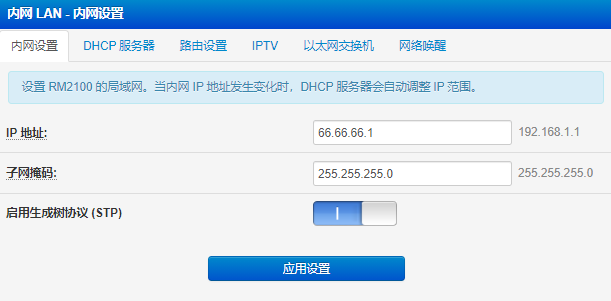 内网 LAN - 内网设置
内网设置 DHCP 服务器 路由设置 IPTV 以太网交换机 网络唤醒
设置 RM2100 的局域网。当内网 IP 地址发生变化时，DHCP 服务器会自动调整 IP 范围。
IP 地址: 66.66.66.1 192.168.1.1
子网掩码: 255.255.255.0 255.255.255.0
启用生成树协议 (STP)
应用设置